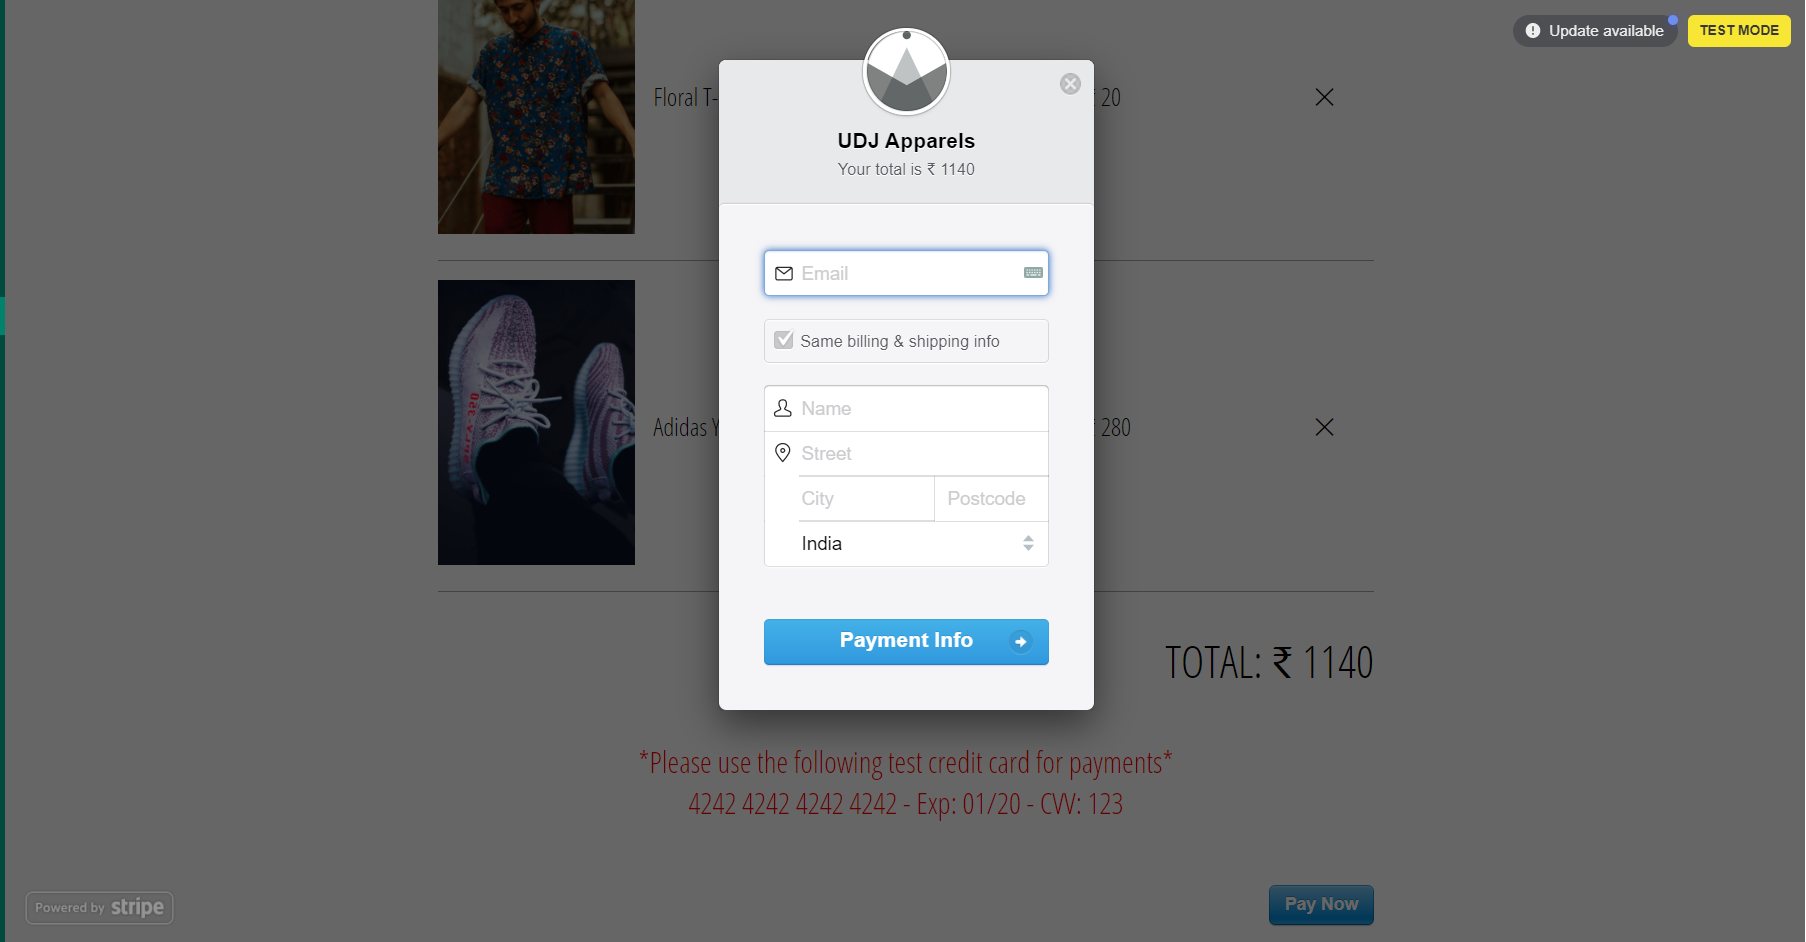 Update available
TEST MODE
UDJ Apparels
Your total is ₹ 1140
Floral T-
₹ 20
Email
Same billing & shipping info
Name
Street
City
Postcode
India
Adidas
₹ 280
Payment Info
TOTAL: ₹ 1140
*Please use the following test credit card for payments*
4242 4242 4242 4242 - Exp: 01/20 - CVV: 123
Powered by stripe
Pay Now